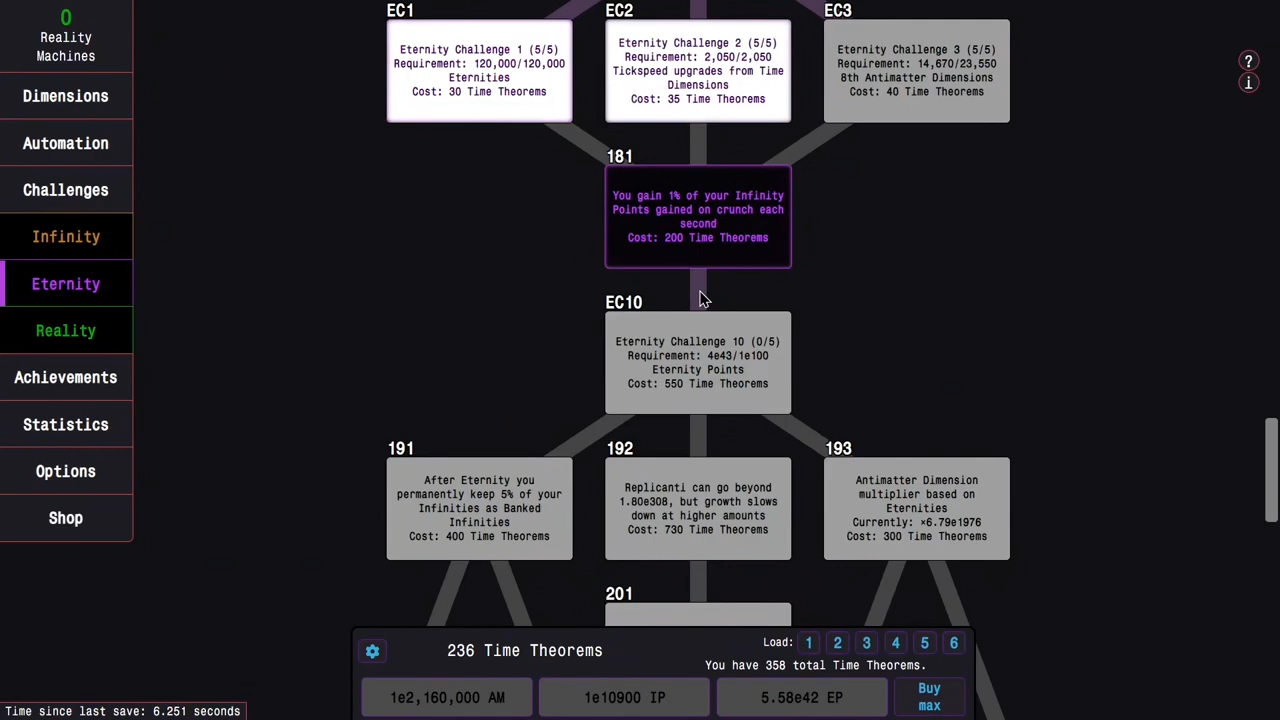 0
Reality
Machines
Dimensions
Automation
Challenges
Infinity
Eternity
Reality
Achievements
Statistics
Options
Shop
EC1
Eternity Challenge 1 (5/5)
Requirement: 120,000/120,000
Eternities
Cost: 30 Time Theorems
EC2
Eternity Challenge 2 (5/5)
Requirement: 2,050/2,050
Tickspeed upgrades from Time
Dimensions
Cost: 35 Time Theorems
EC3
Eternity Challenge 3 (5/5)
Requirement: 14,670/23,550
8th Antimatter Dimensions
Cost: 40 Time Theorems
181
You gain 1% of your Infinity
Points gained on crunch each
second
Cost: 200 Time Theorems
EC10
Eternity Challenge 10 (0/5)
Requirement: 4e43/1e100
Eternity Points
Cost: 550 Time Theorems
191
After Eternity you
permanently keep 5% of your
Infinities as Banked
Infinities
Cost: 400 Time Theorems
192
Replicanti can go beyond
1.80e308, but growth slows
down at higher amounts
Cost: 730 Time Theorems
193
Antimatter Dimension
multiplier based on
Eternities
Currently: ×6.79e1976
Cost: 300 Time Theorems
201
236 Time Theorems
Load: 1 2 3 4 5 6
You have 358 total Time Theorems.
1e2,160,000 AM
1e10900 IP
5.58e42 EP
Buy
max
?
i
Time since last save: 6.251 seconds